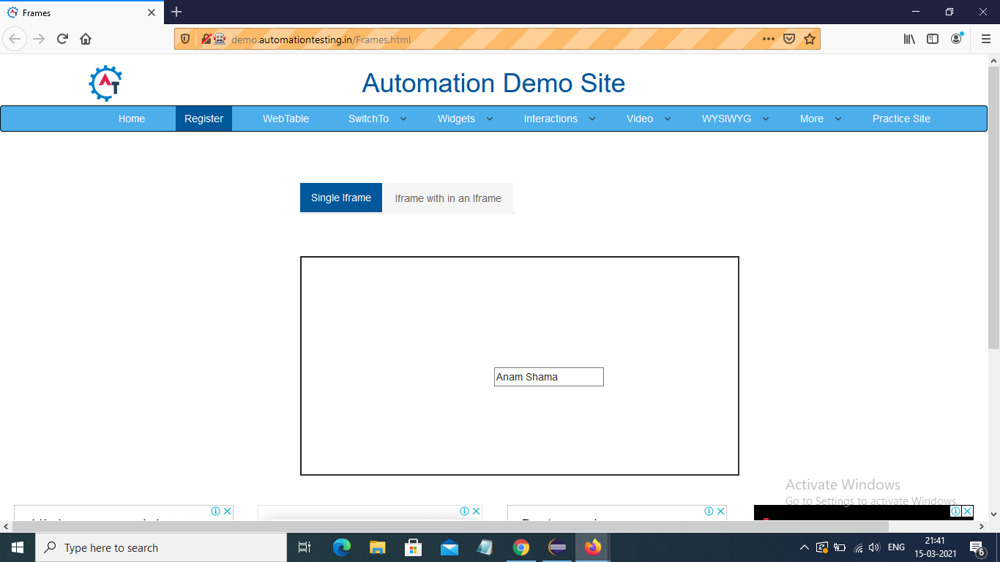 Frames
demo.automationtesting.in/Frames.html
AT
Automation Demo Site
Home Register WebTable SwitchTo Widgets Interactions Video WYSIWYG More Practice Site
Single Iframe Iframe with in an Iframe
Anam Shama
Activate Windows
Go to Settings to activate Windows.
Type here to search
ENG
21:41
15-03-2021
6